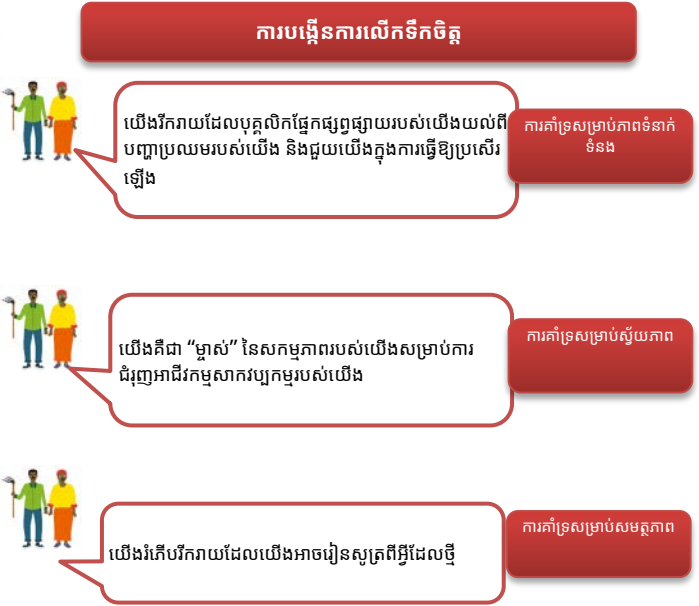 ការបង្កើនការលើកទឹកចិត្ត
យើងរីករាយដែលបុគ្គលិកផ្នែកផ្សព្វផ្សាយរបស់យើងយល់ពី
បញ្ហាប្រឈមរបស់យើង និងជួយយើងក្នុងការធ្វើឱ្យប្រសើរ
ឡើង
ការគាំទ្រសម្រាប់ភាពទំនាក់
ទំនង
យើងគឺជា “ម្ចាស់” នៃសកម្មភាពរបស់យើងសម្រាប់ការ
ជំរុញអាជីវកម្មសាកវប្បកម្មរបស់យើង
ការគាំទ្រសម្រាប់ស្វ័យភាព
យើងរំភើបរីករាយដែលយើងអាចរៀនសូត្រពីអ្វីដែលថ្មី
ការគាំទ្រសម្រាប់សមត្ថភាព